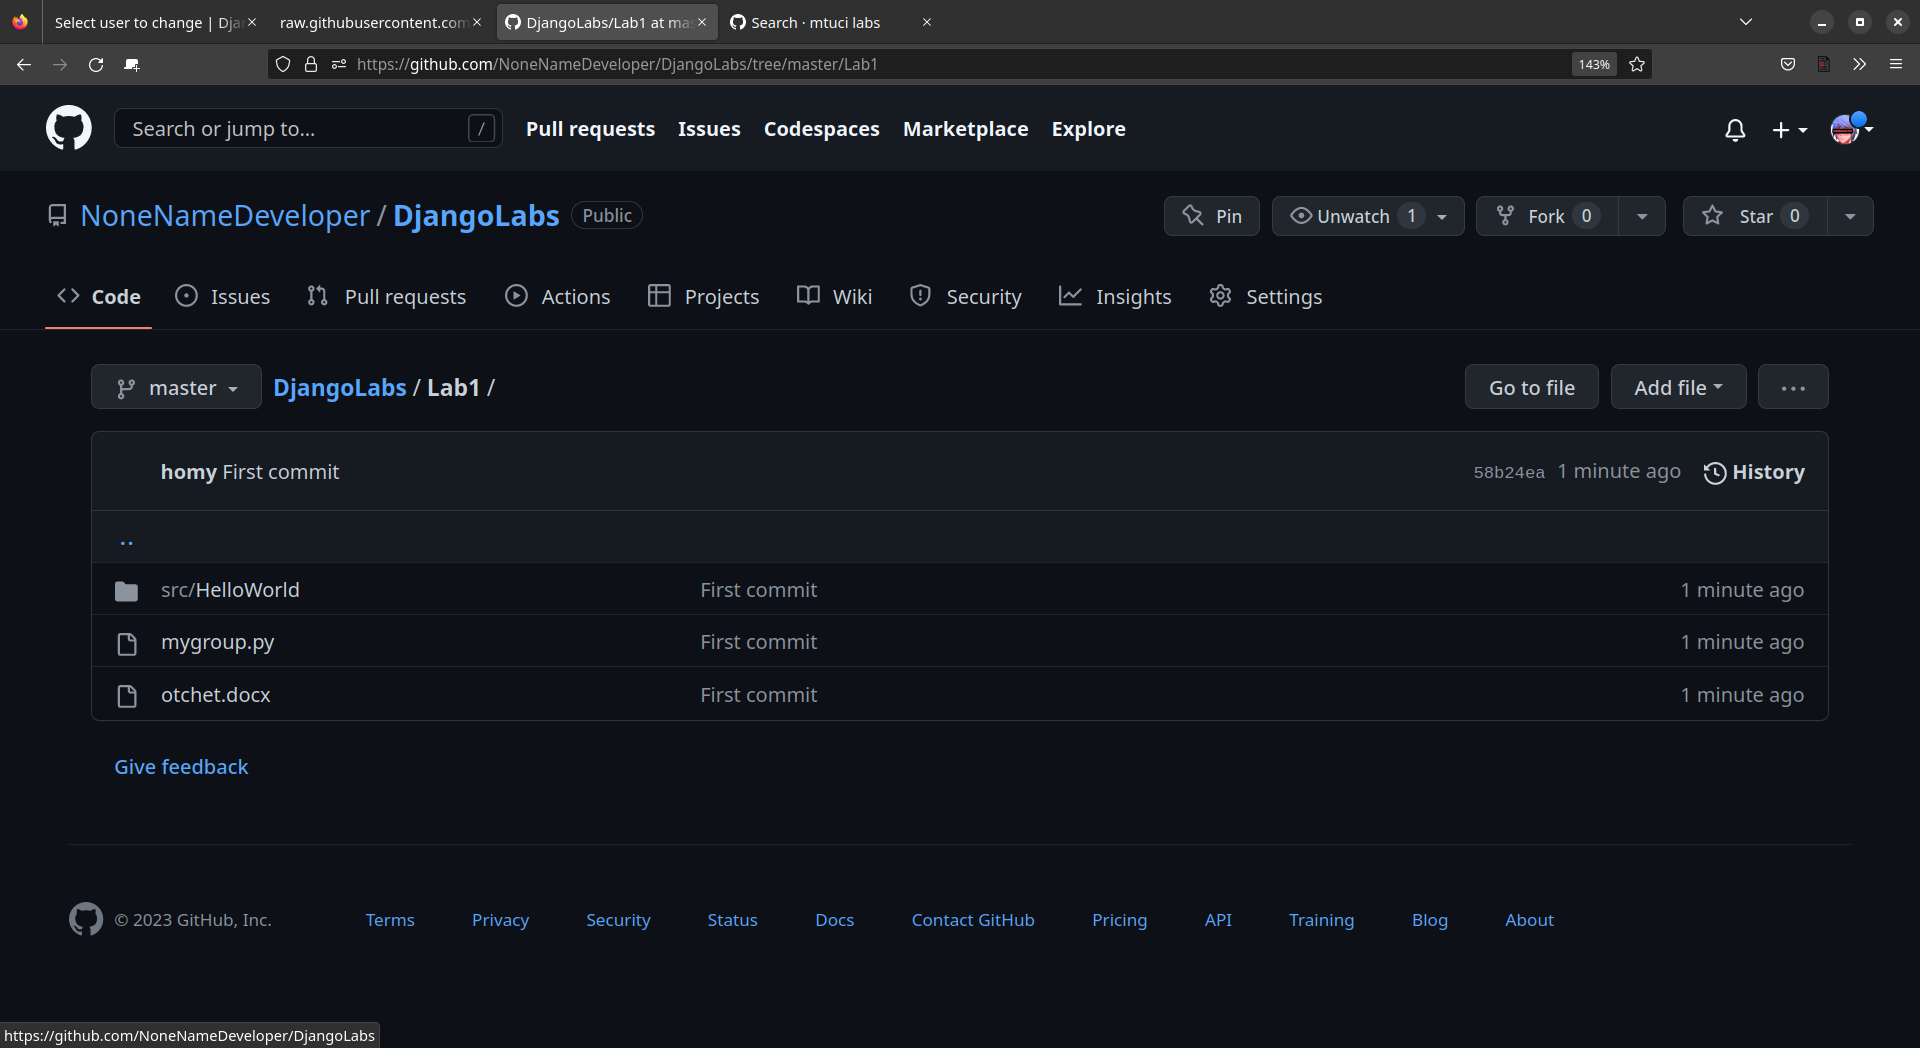 Select user to change | Dja
raw.githubusercontent.com
DjangoLabs/Lab1 at mas
Search · mtuci labs
https://github.com/NoneNameDeveloper/DjangoLabs/tree/master/Lab1
143%
Search or jump to...
/
Pull requests
Issues
Codespaces
Marketplace
Explore
NoneNameDeveloper / DjangoLabs
Public
Pin
Unwatch 1
Fork 0
Star 0
Code
Issues
Pull requests
Actions
Projects
Wiki
Security
Insights
Settings
master
DjangoLabs / Lab1 /
Go to file
Add file
...
homy First commit
58b24ea 1 minute ago
History
..
src/HelloWorld First commit 1 minute ago
mygroup.py First commit 1 minute ago
otchet.docx First commit 1 minute ago
Give feedback
© 2023 GitHub, Inc.
Terms
Privacy
Security
Status
Docs
Contact GitHub
Pricing
API
Training
Blog
About
https://github.com/NoneNameDeveloper/DjangoLabs